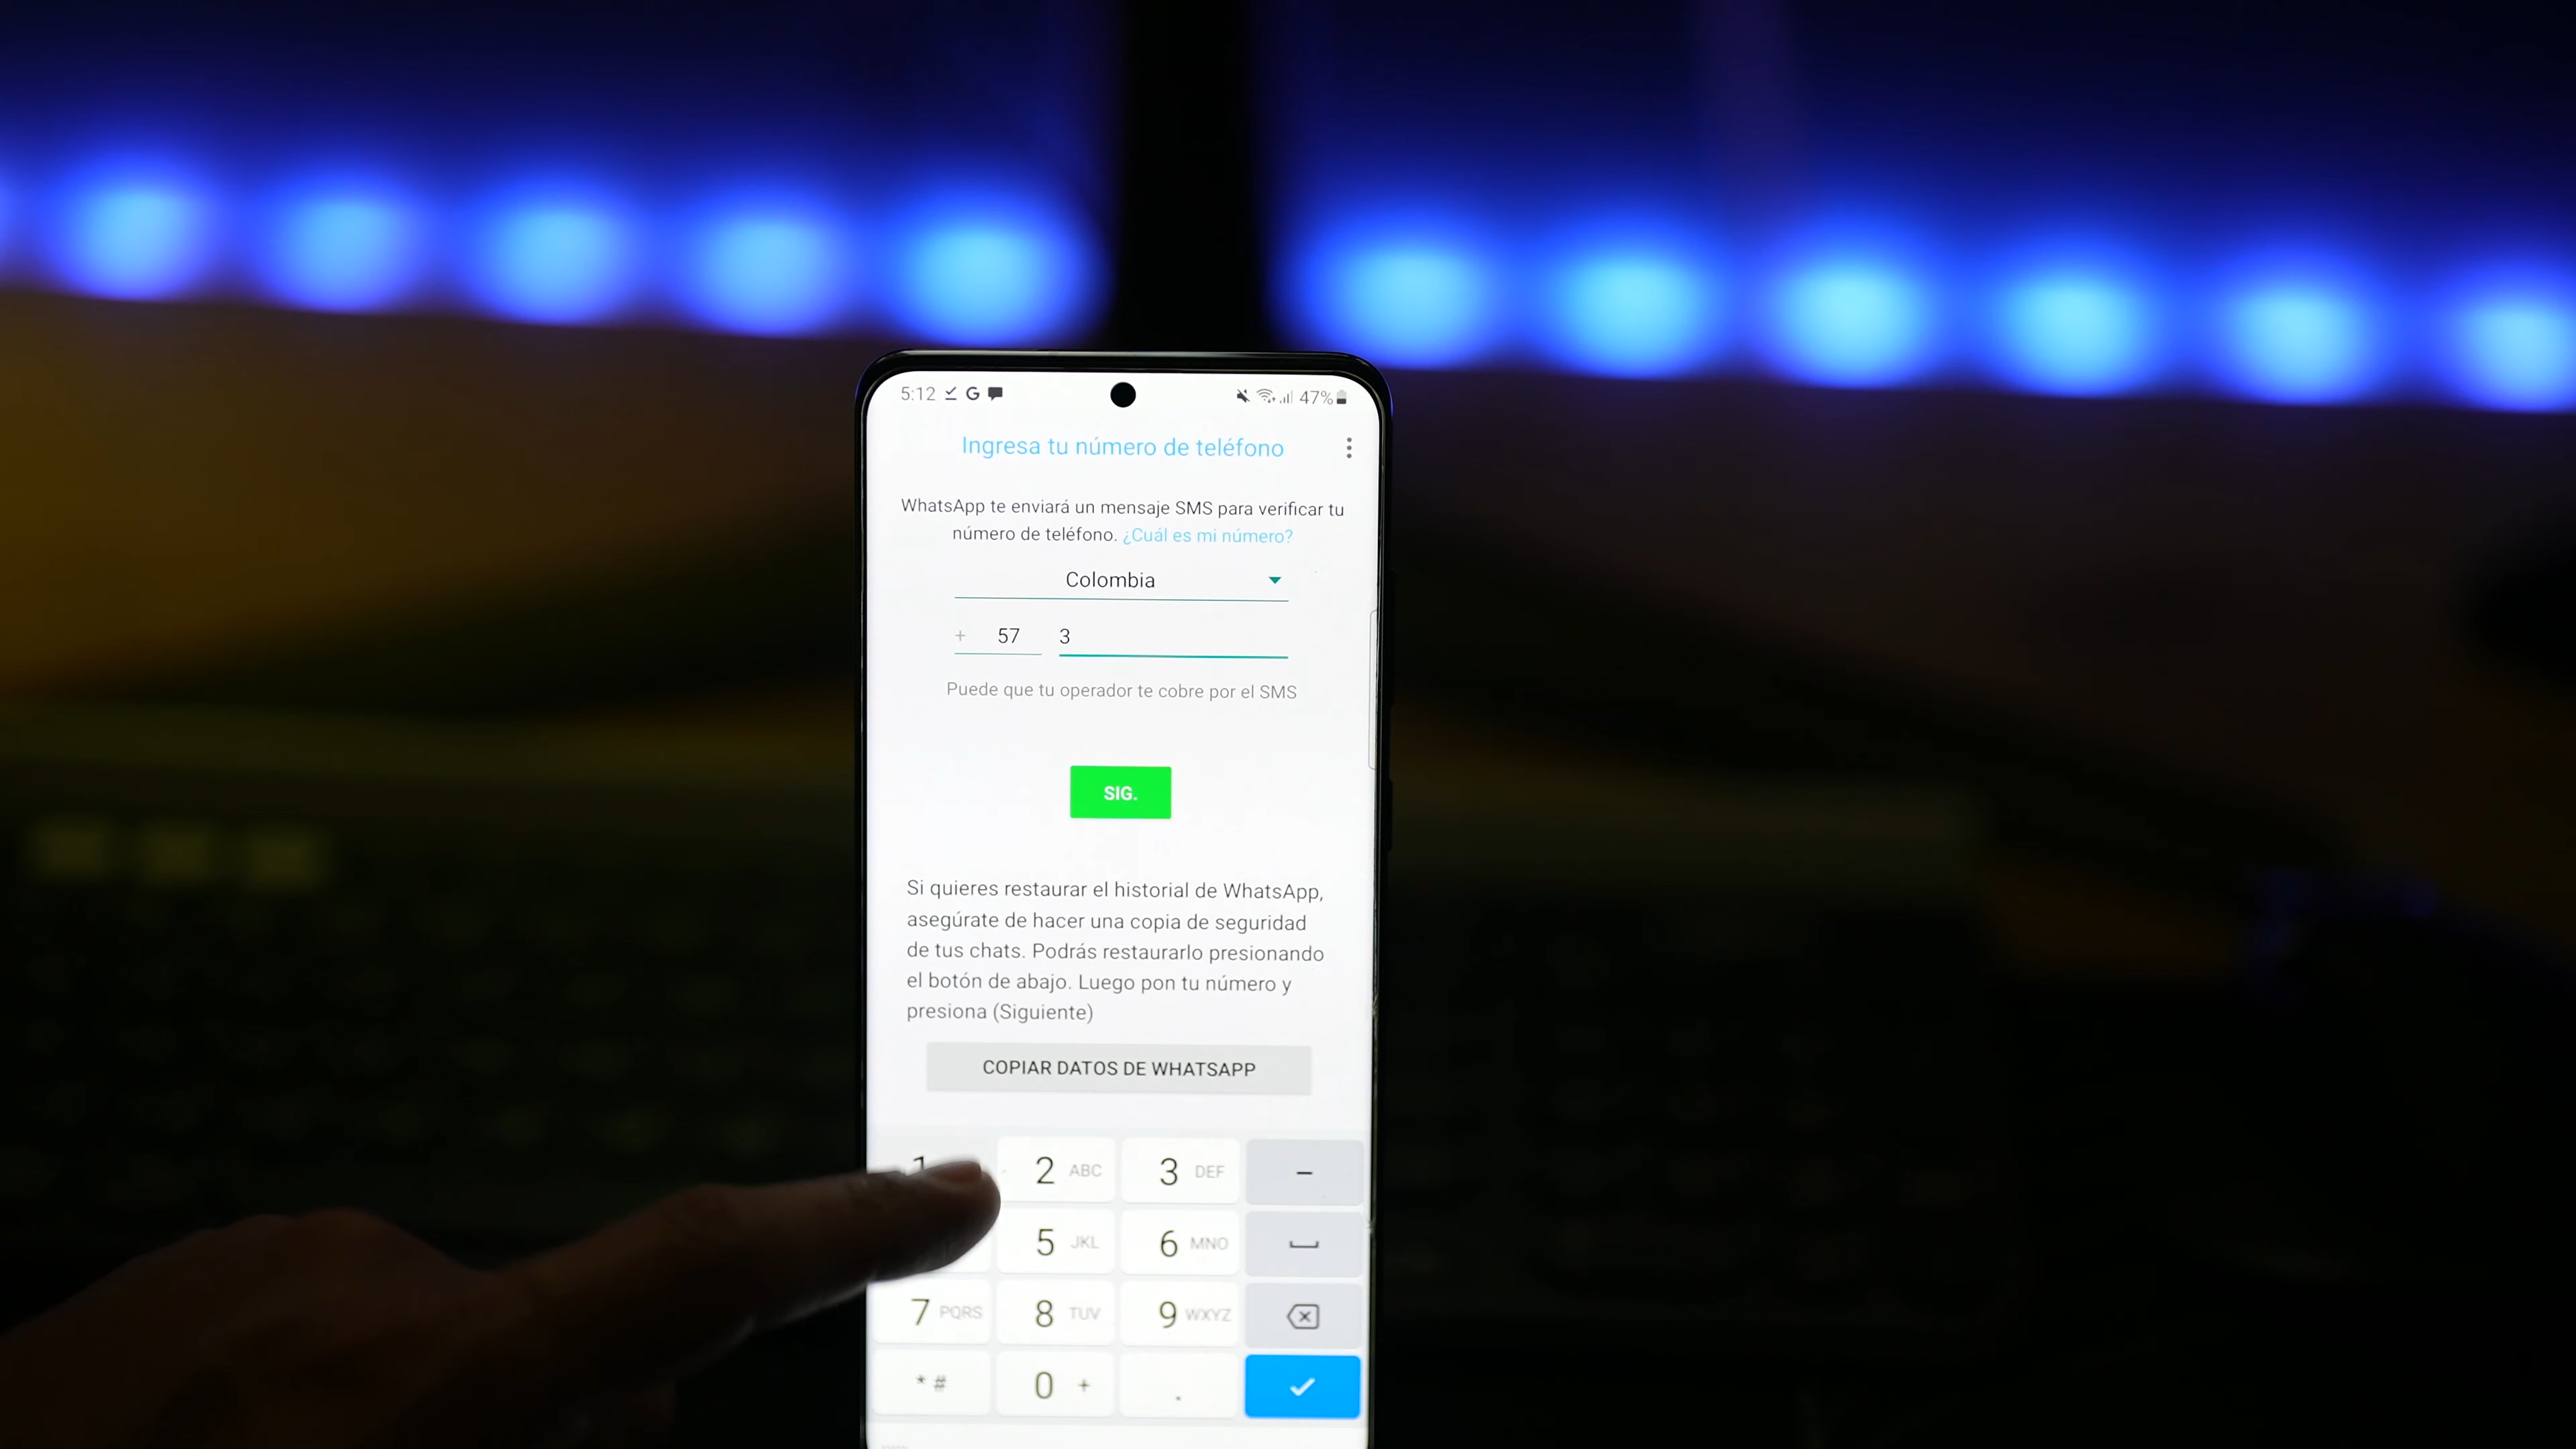 5:12 G 47%
Ingresa tu número de teléfono
WhatsApp te enviará un mensaje SMS para verificar tu
número de teléfono. ¿Cuál es mi número?
Colombia
+ 57 3
Puede que tu operador te cobre por el SMS
SIG.
Si quieres restaurar el historial de WhatsApp,
asegúrate de hacer una copia de seguridad
de tus chats. Podrás restaurarlo presionando
el botón de abajo. Luego pon tu número y
presiona (Siguiente)
COPIAR DATOS DE WHATSAPP
1 2 ABC 3 DEF -
5 JKL 6 MNO
7 PQRS 8 TUV 9 WXYZ
* # 0 + .